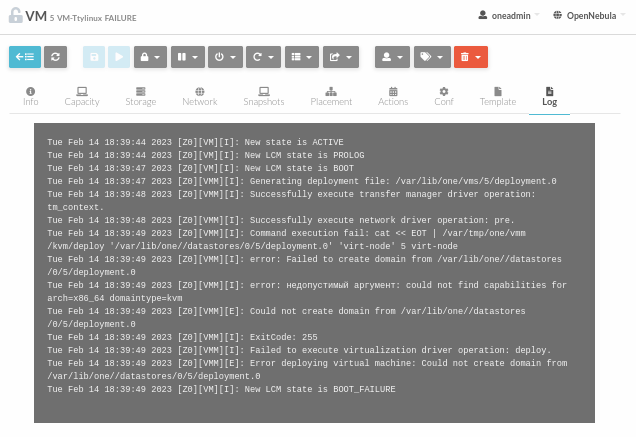 VM 5 VM-Ttylinux FAILURE
oneadmin
OpenNebula
Info
Capacity
Storage
Network
Snapshots
Placement
Actions
Conf
Template
Log
Tue Feb 14 18:39:44 2023 [Z0][VM][I]: New state is ACTIVE
Tue Feb 14 18:39:44 2023 [Z0][VM][I]: New LCM state is PROLOG
Tue Feb 14 18:39:47 2023 [Z0][VM][I]: New LCM state is BOOT
Tue Feb 14 18:39:47 2023 [Z0][VMM][I]: Generating deployment file: /var/lib/one/vms/5/deployment.0
Tue Feb 14 18:39:48 2023 [Z0][VMM][I]: Successfully execute transfer manager driver operation:
tm_context.
Tue Feb 14 18:39:48 2023 [Z0][VMM][I]: Successfully execute network driver operation: pre.
Tue Feb 14 18:39:49 2023 [Z0][VMM][I]: Command execution fail: cat << EOT | /var/tmp/one/vmm
/kvm/deploy '/var/lib/one//datastores/0/5/deployment.0' 'virt-node' 5 virt-node
Tue Feb 14 18:39:49 2023 [Z0][VMM][I]: error: Failed to create domain from /var/lib/one//datastores
/0/5/deployment.0
Tue Feb 14 18:39:49 2023 [Z0][VMM][I]: error: недопустимый аргумент: could not find capabilities for
arch=x86_64 domaintype=kvm
Tue Feb 14 18:39:49 2023 [Z0][VMM][E]: Could not create domain from /var/lib/one//datastores
/0/5/deployment.0
Tue Feb 14 18:39:49 2023 [Z0][VMM][I]: ExitCode: 255
Tue Feb 14 18:39:49 2023 [Z0][VMM][I]: Failed to execute virtualization driver operation: deploy.
Tue Feb 14 18:39:49 2023 [Z0][VMM][E]: Error deploying virtual machine: Could not create domain from
/var/lib/one//datastores/0/5/deployment.0
Tue Feb 14 18:39:49 2023 [Z0][VM][I]: New LCM state is BOOT_FAILURE